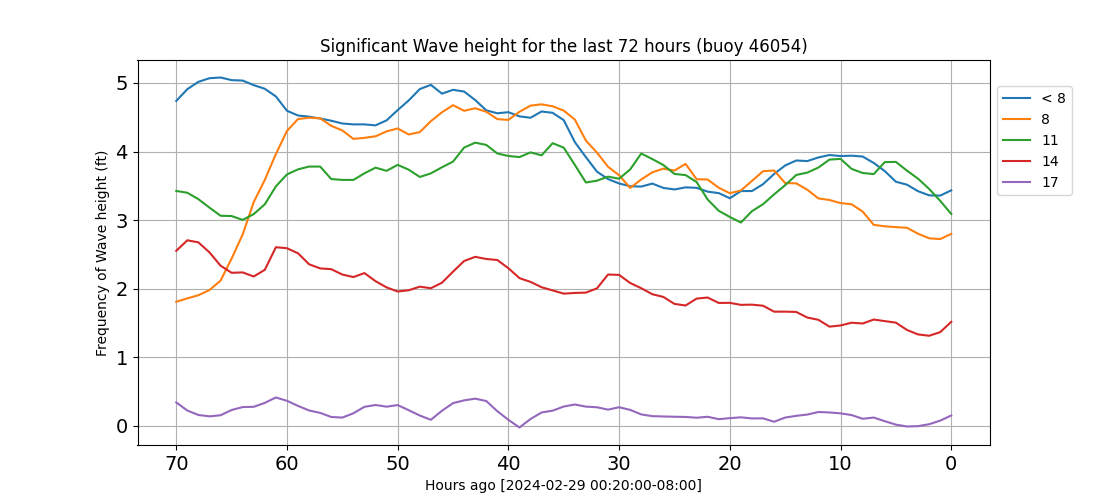 Significant Wave height for the last 72 hours (buoy 46054)
Frequency of Wave height (ft)
5
4
3
2
1
0
70 60 50 40 30 20 10 0
Hours ago [2024-02-29 00:20:00-08:00]
< 8
8
11
14
17